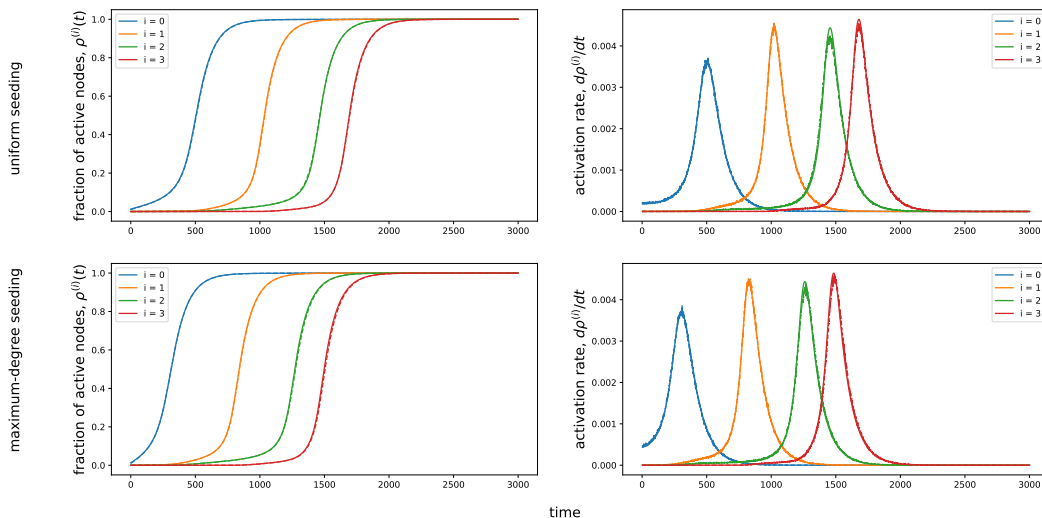 uniform seeding
fraction of active nodes, ρ⁽ⁱ⁾(t)
1.0
0.8
0.6
0.4
0.2
0.0
i = 0
i = 1
i = 2
i = 3
0 500 1000 1500 2000 2500 3000
activation rate, dρ⁽ⁱ⁾/dt
0.004
0.003
0.002
0.001
0.000
i = 0
i = 1
i = 2
i = 3
0 500 1000 1500 2000 2500 3000
maximum-degree seeding
fraction of active nodes, ρ⁽ⁱ⁾(t)
1.0
0.8
0.6
0.4
0.2
0.0
i = 0
i = 1
i = 2
i = 3
0 500 1000 1500 2000 2500 3000
activation rate, dρ⁽ⁱ⁾/dt
0.004
0.003
0.002
0.001
0.000
i = 0
i = 1
i = 2
i = 3
0 500 1000 1500 2000 2500 3000
time